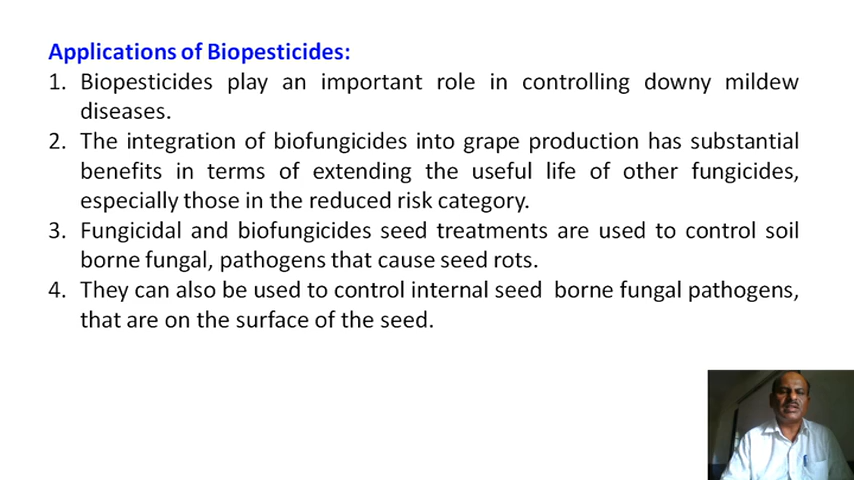 Applications of Biopesticides:
1. Biopesticides play an important role in controlling downy mildew
diseases.
2. The integration of biofungicides into grape production has substantial
benefits in terms of extending the useful life of other fungicides,
especially those in the reduced risk category.
3. Fungicidal and biofungicides seed treatments are used to control soil
borne fungal, pathogens that cause seed rots.
4. They can also be used to control internal seed  borne fungal pathogens,
that are on the surface of the seed.